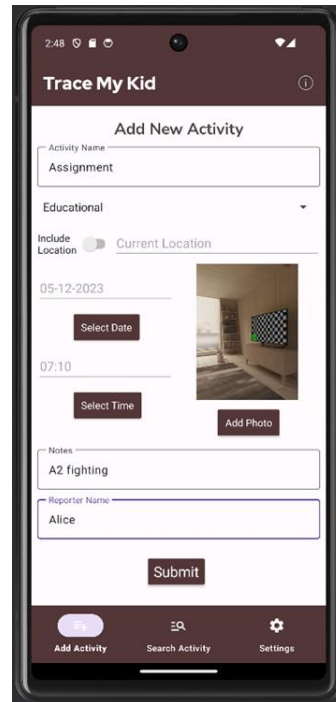 2:48
Trace My Kid
Add New Activity
Activity Name
Assignment
Educational
Include
Location
Current Location
05-12-2023
Select Date
07:10
Select Time
Add Photo
Notes
A2 fighting
Reporter Name
Alice
Submit
Add Activity
Search Activity
Settings